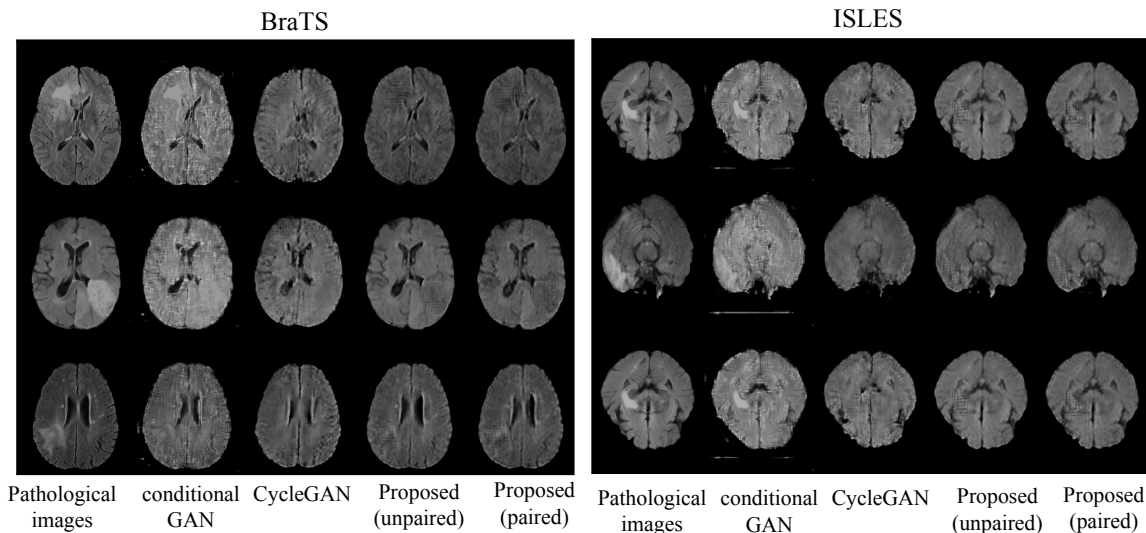 BraTS
ISLES
Pathological images
conditional GAN
CycleGAN
Proposed (unpaired)
Proposed (paired)
Pathological images
conditional GAN
CycleGAN
Proposed (unpaired)
Proposed (paired)